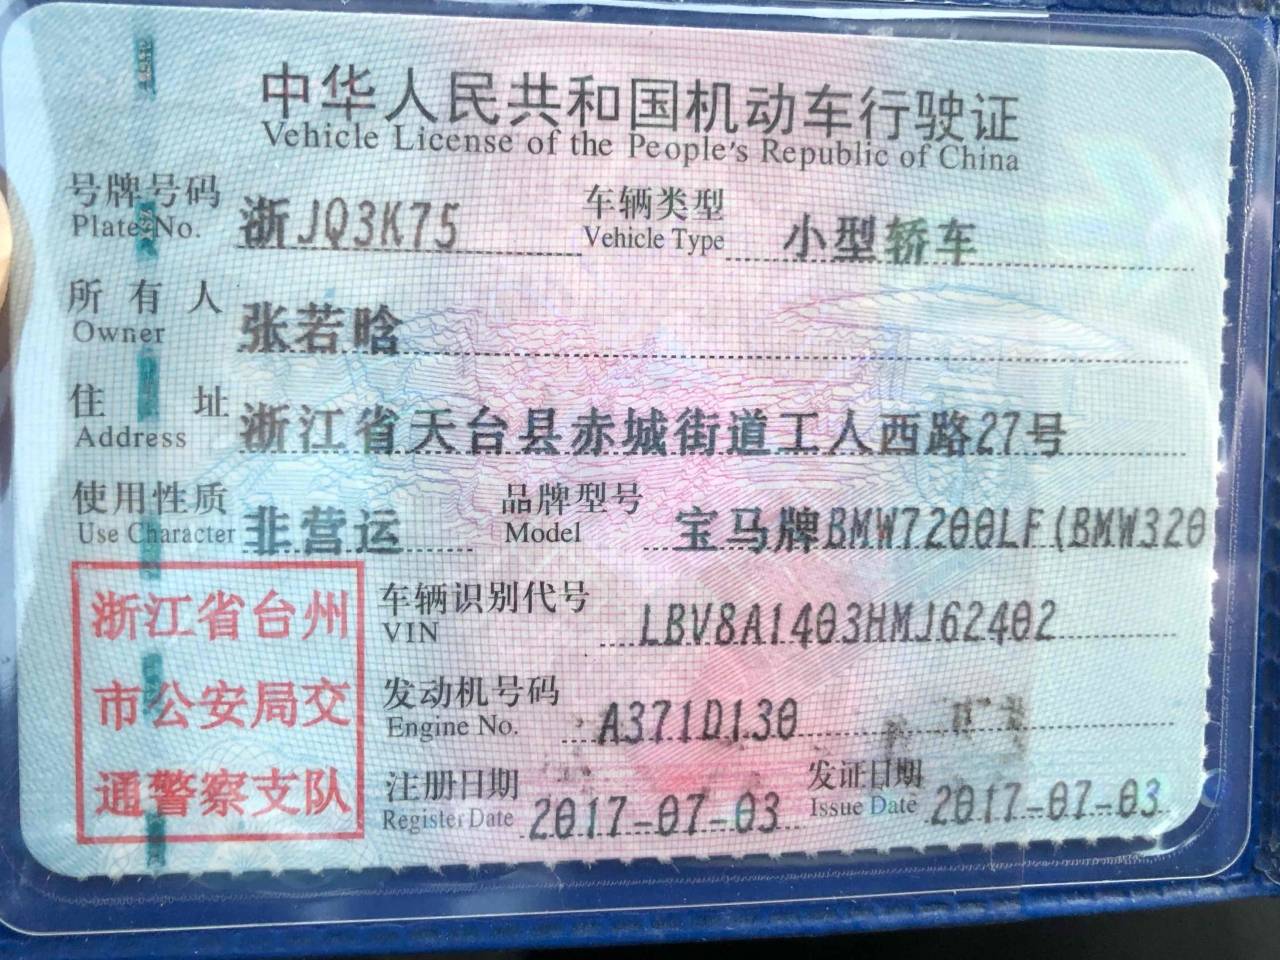 中华人民共和国机动车行驶证
Vehicle License of the People's Republic of China
号牌号码 浙JQ3K75 车辆类型 小型轿车
Plate No. Vehicle Type
所有人 张若晗
Owner
住址 浙江省天台县赤城街道工人西路27号
Address
使用性质 非营运 品牌型号 宝马牌BMW7200LF(BMW320
Use Character Model
浙江省台州
市公安局交
通警察支队
车辆识别代号 LBV8A1403HMJ62402
VIN
发动机号码 A371D130
Engine No.
注册日期 2017-07-03 发证日期 2017-07-03
Register Date Issue Date